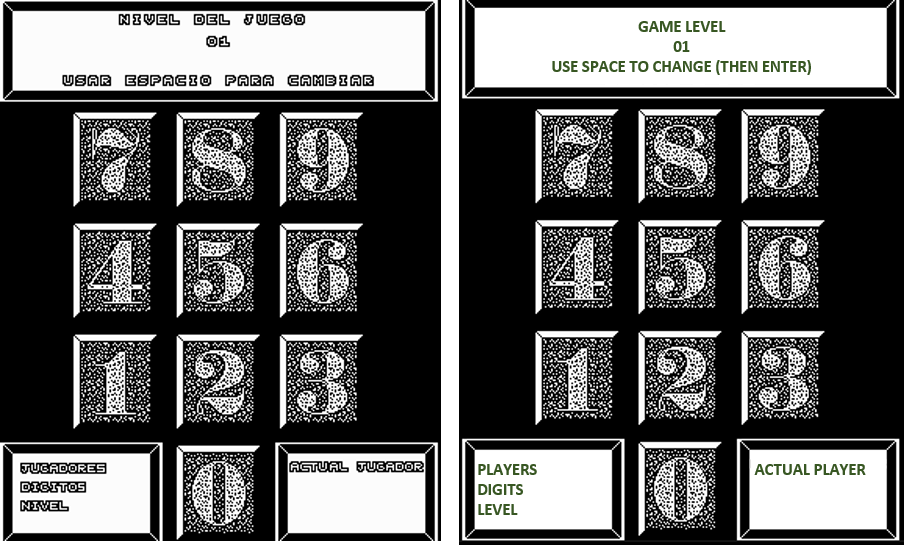 NIVEL DEL JUEGO
01
USAR ESPACIO PARA CAMBIAR
7 8 9
4 5 6
1 2 3
JUGADORES
DIGITOS
NIVEL
0
ACTUAL JUGADOR
GAME LEVEL
01
USE SPACE TO CHANGE (THEN ENTER)
7 8 9
4 5 6
1 2 3
PLAYERS
DIGITS
LEVEL
0
ACTUAL PLAYER